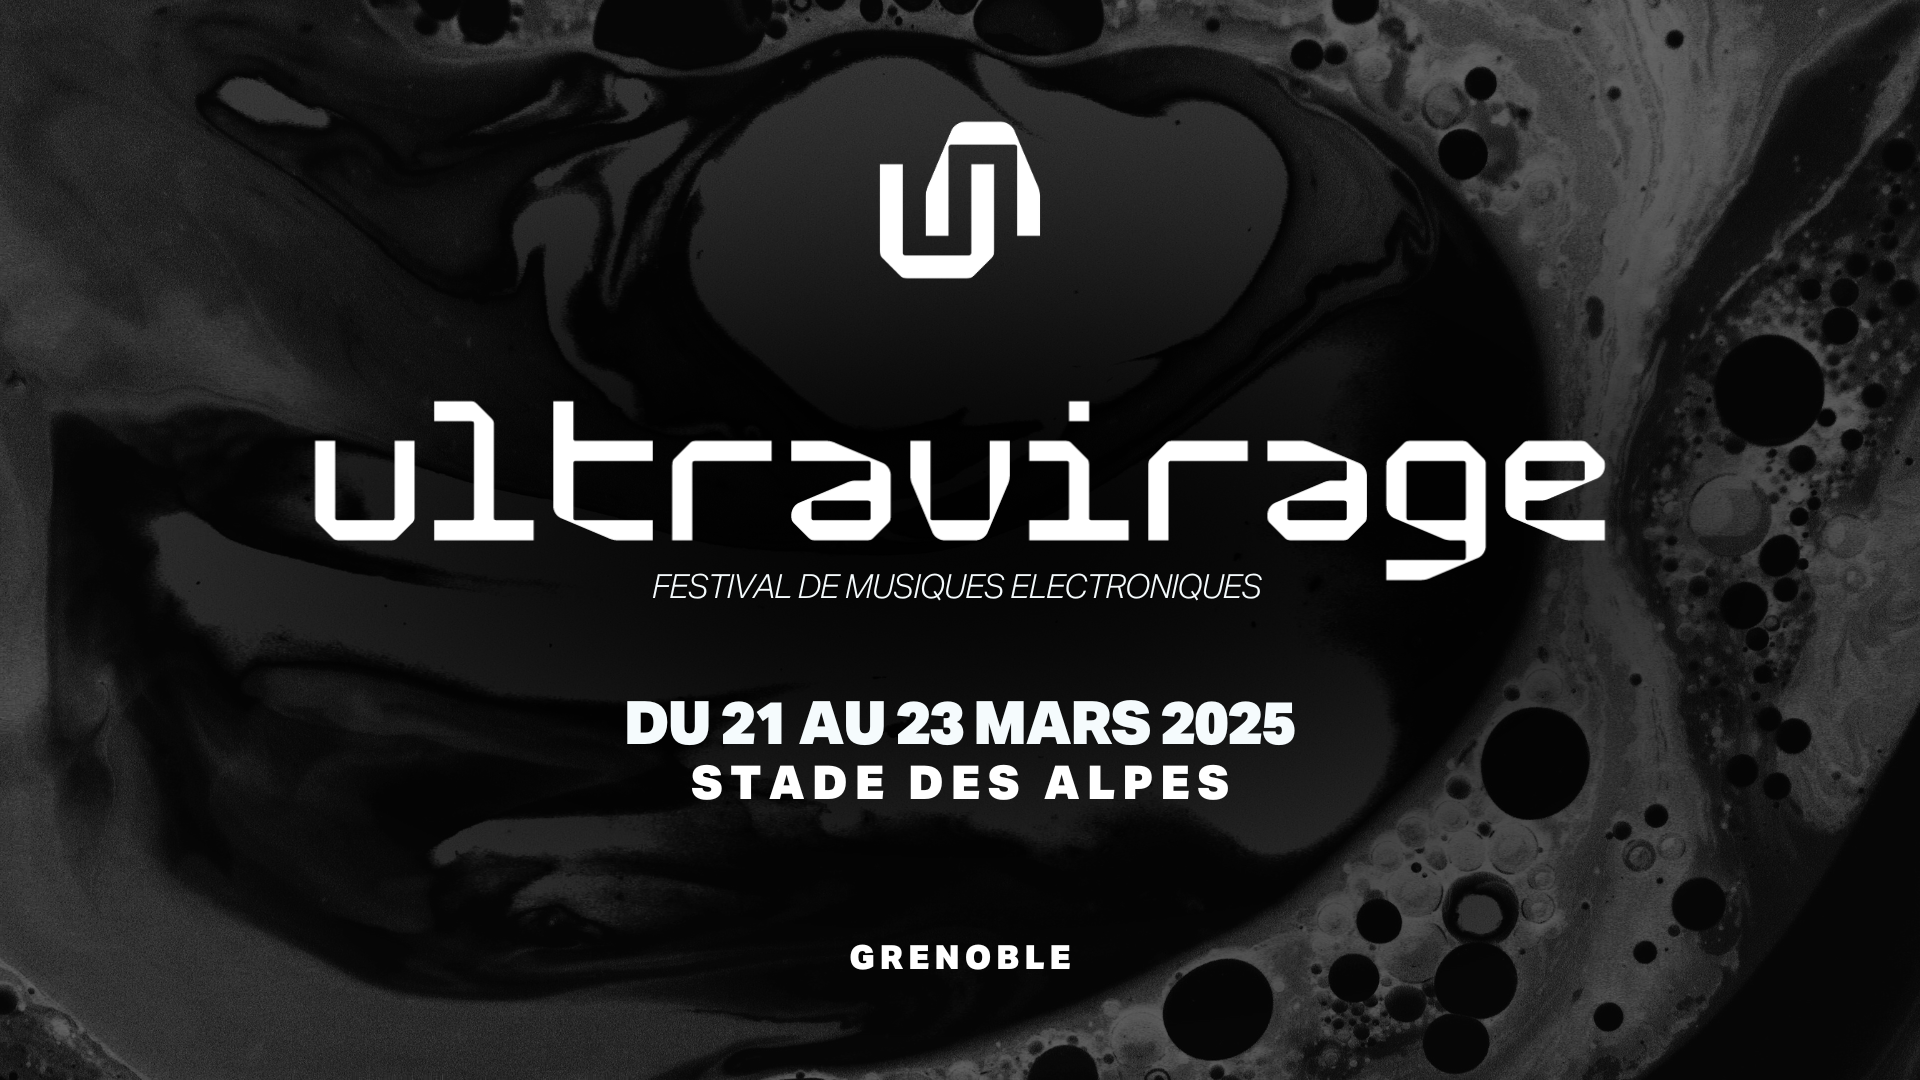 ultravirage
FESTIVAL DE MUSIQUES ELECTRONIQUES
DU 21 AU 23 MARS 2025
STADE DES ALPES
GRENOBLE